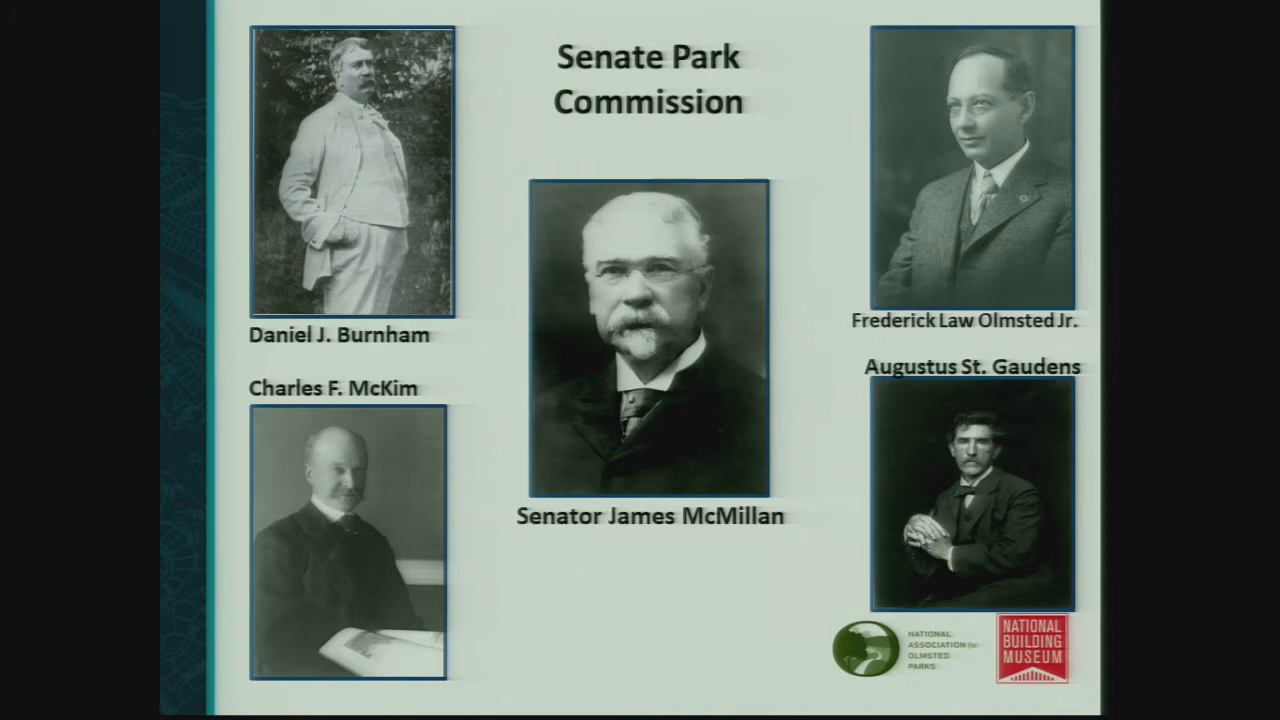 Senate Park
Commission
Daniel J. Burnham
Frederick Law Olmsted Jr.
Charles F. McKim
Augustus St. Gaudens
Senator James McMillan
NATIONAL
ASSOCIATION for
OLMSTED
PARKS
NATIONAL
BUILDING
MUSEUM